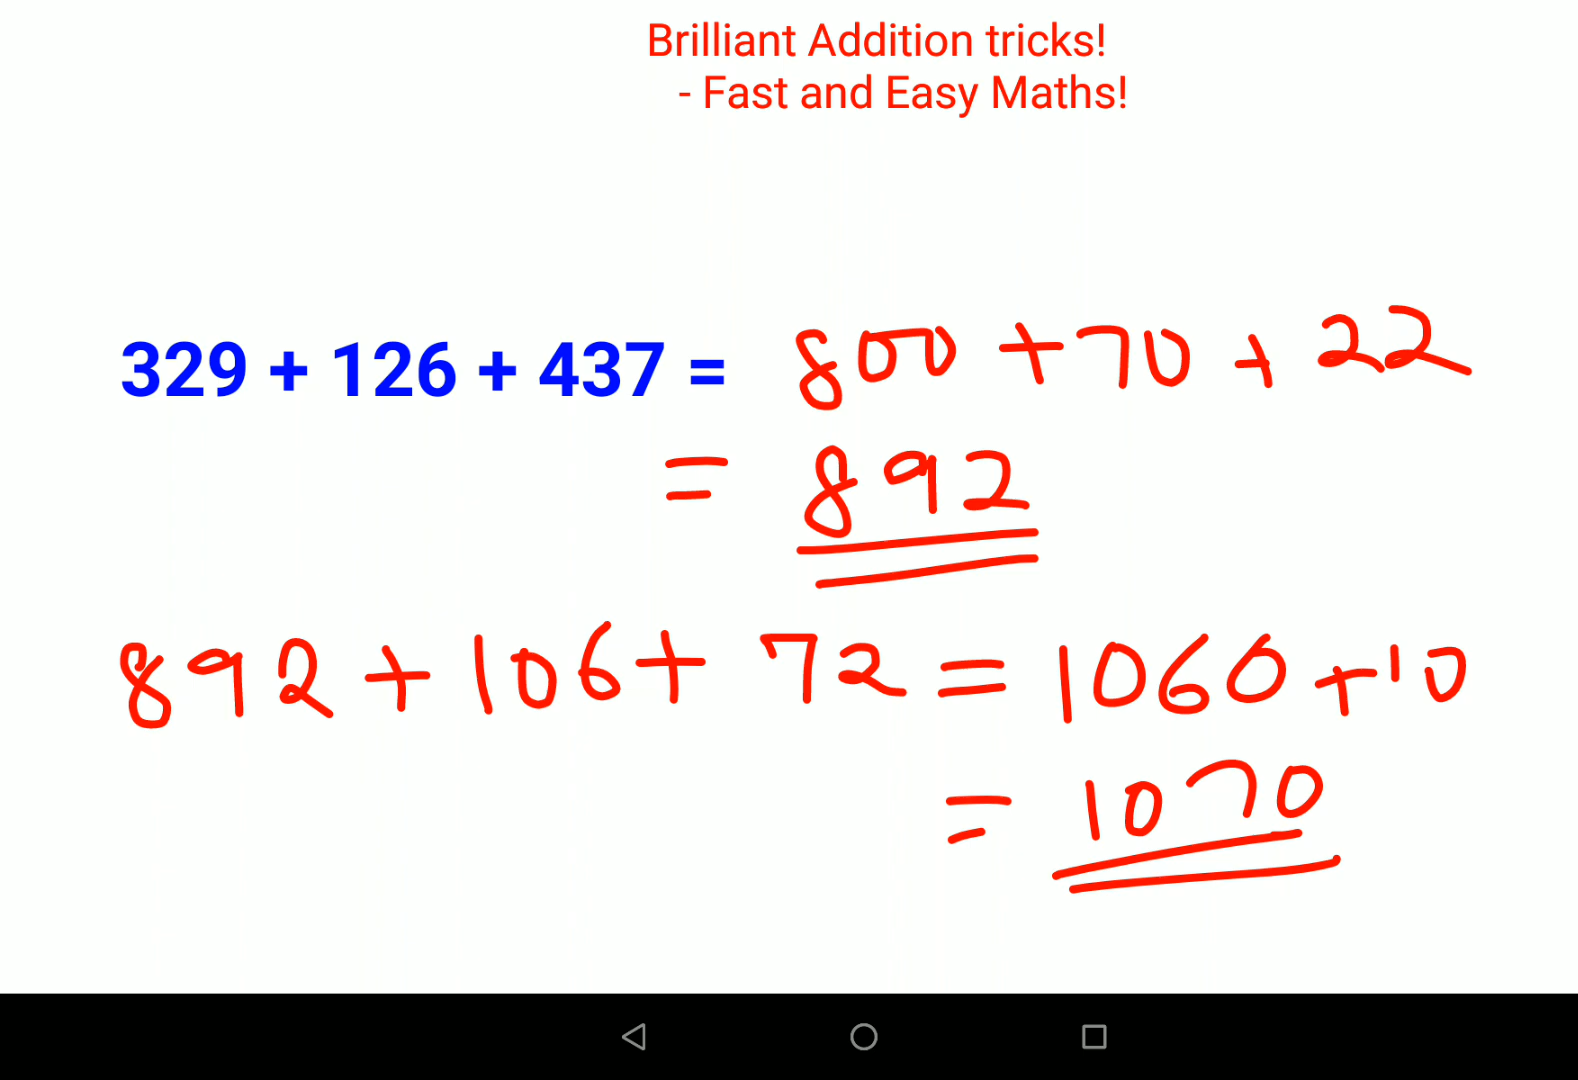 Brilliant Addition tricks!
- Fast and Easy Maths!
329 + 126 + 437 = 800 + 70 + 22
= 892
892 + 106 + 72 = 1060 + 10
= 1070